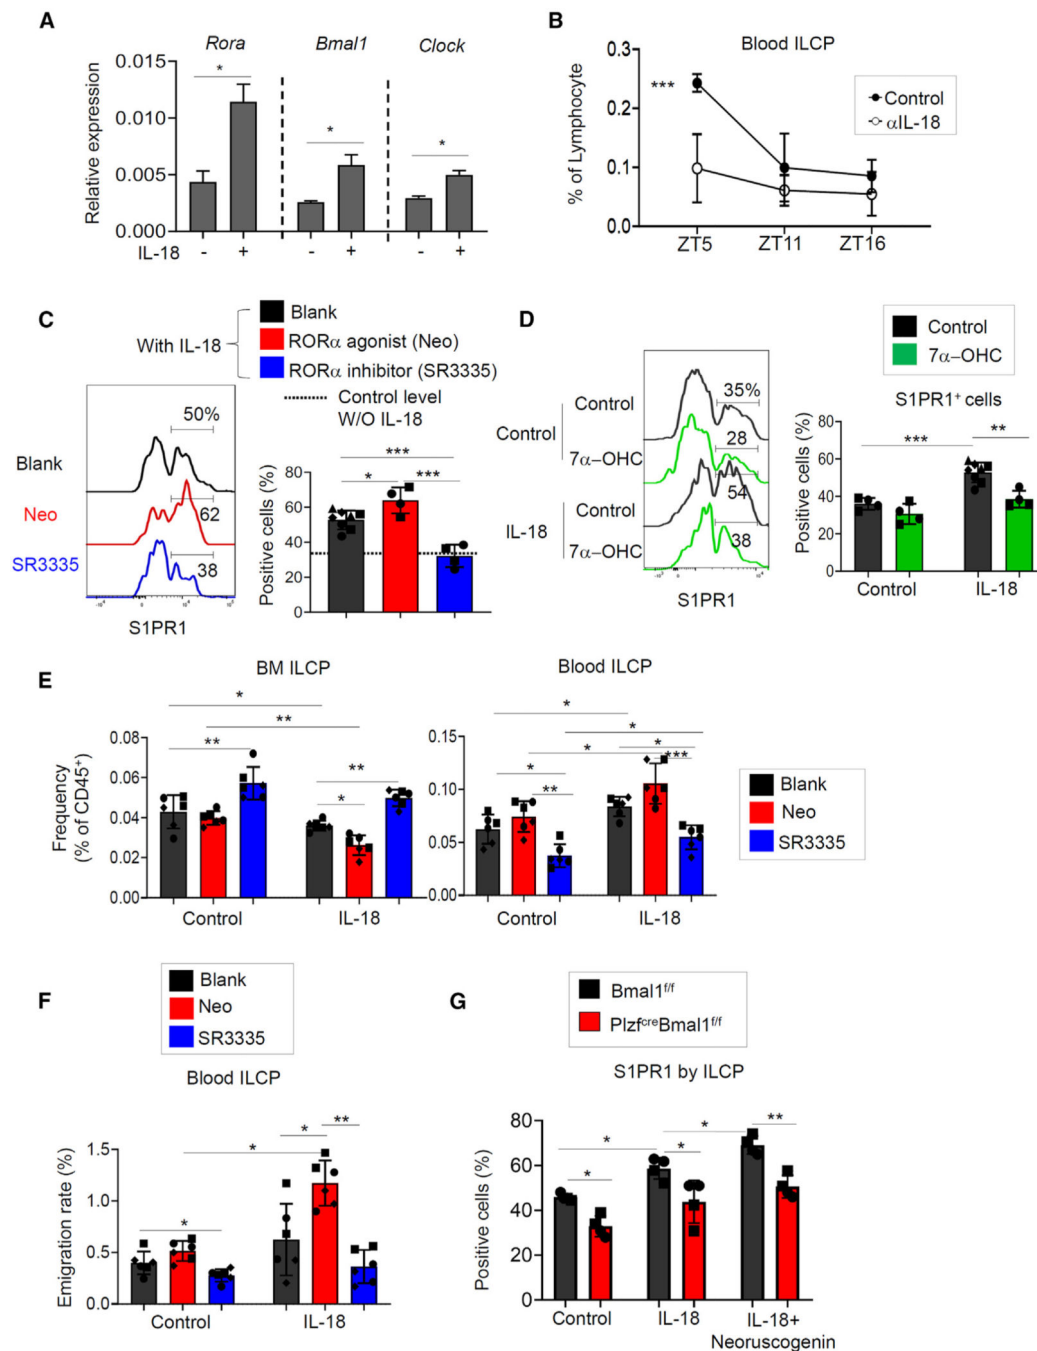 A
Rora
Bmal1
Clock
Relative expression
0.015
0.010
0.005
0.000
*
*
*
IL-18
-
+
-
+
-
+
B
Blood ILCP
% of Lymphocyte
0.3
0.2
0.1
0.0
***
Control
αIL-18
ZT5
ZT11
ZT16
C
With IL-18
Blank
RORα agonist (Neo)
RORα inhibitor (SR3335)
Control level
W/O IL-18
Blank
Neo
SR3335
50%
62
38
S1PR1
Positive cells (%)
80
60
40
20
0
***
*
***
D
Control
7α–OHC
Control
IL-18
Control
7α–OHC
Control
7α–OHC
35%
28
54
38
S1PR1
S1PR1⁺ cells
Positive cells (%)
80
60
40
20
0
***
**
Control
IL-18
E
BM ILCP
Frequency
(% of CD45⁺)
0.08
0.06
0.04
0.02
0.00
*
**
**
**
*
Control
IL-18
Blood ILCP
0.15
0.10
0.05
0.00
*
*
*
*
*
***
**
Control
IL-18
Blank
Neo
SR3335
F
Blank
Neo
SR3335
Blood ILCP
Emigration rate (%)
1.5
1.0
0.5
0.0
*
*
*
**
Control
IL-18
G
Bmal1ᶠ/ᶠ
PlzfᶜʳᵉBmal1ᶠ/ᶠ
S1PR1 by ILCP
Positive cells (%)
80
60
40
20
0
*
*
*
*
**
Control
IL-18
IL-18+
Neoruscogenin